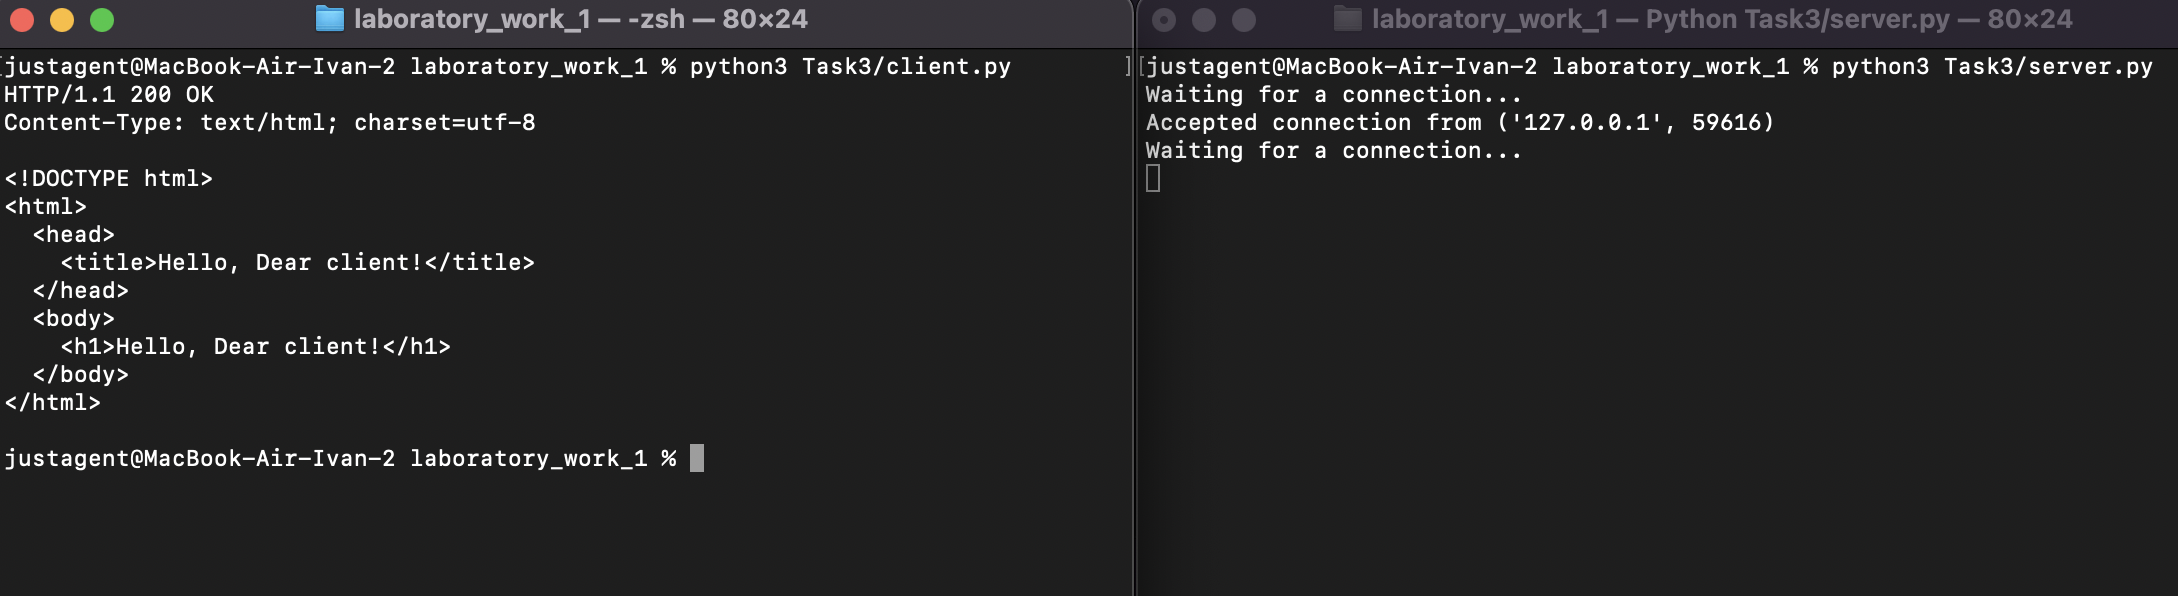 laboratory_work_1 — -zsh — 80×24
justagent@MacBook-Air-Ivan-2 laboratory_work_1 % python3 Task3/client.py
HTTP/1.1 200 OK
Content-Type: text/html; charset=utf-8
<!DOCTYPE html>
<html>
  <head>
    <title>Hello, Dear client!</title>
  </head>
  <body>
    <h1>Hello, Dear client!</h1>
  </body>
</html>
justagent@MacBook-Air-Ivan-2 laboratory_work_1 %
laboratory_work_1 — Python Task3/server.py — 80×24
justagent@MacBook-Air-Ivan-2 laboratory_work_1 % python3 Task3/server.py
Waiting for a connection...
Accepted connection from ('127.0.0.1', 59616)
Waiting for a connection...